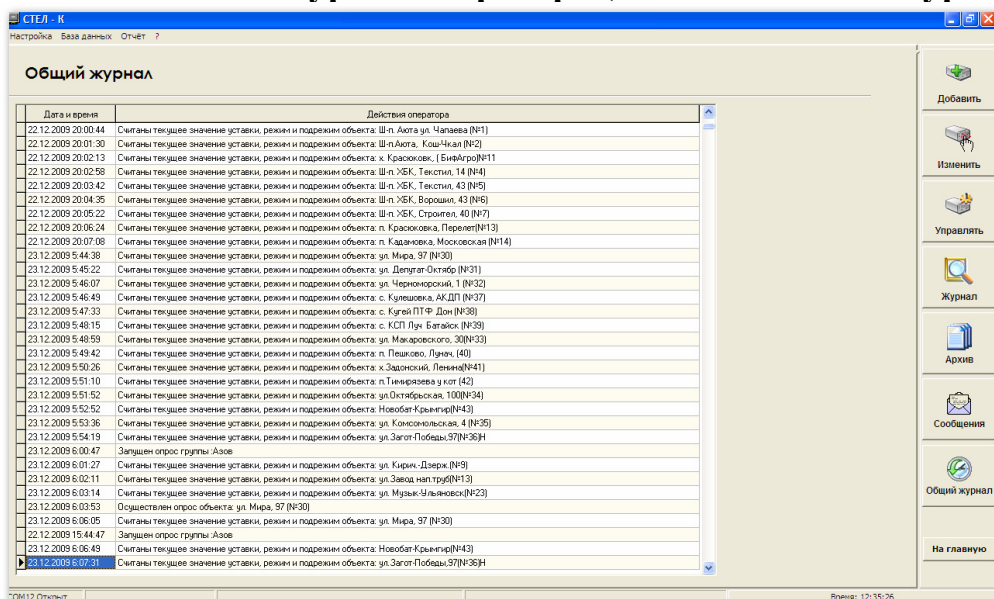 СТЕЛ - К
Настройка База данных Отчёт ?
Общий журнал
Дата и время Действия оператора
22.12.2009 20:00:44 Считаны текущее значение уставки, режим и подрежим объекта: Ш-п. Аюта ул. Чапаева (№1)
22.12.2009 20:01:30 Считаны текущее значение уставки, режим и подрежим объекта: Ш-п.Аюта, Кош-Чкал (№2)
22.12.2009 20:02:13 Считаны текущее значение уставки, режим и подрежим объекта: х. Красюковк, ( БифАгро)№11
22.12.2009 20:02:58 Считаны текущее значение уставки, режим и подрежим объекта: Ш-п. ХБК, Текстил, 14 (№4)
22.12.2009 20:03:42 Считаны текущее значение уставки, режим и подрежим объекта: Ш-п. ХБК, Текстил, 43 (№5)
22.12.2009 20:04:35 Считаны текущее значение уставки, режим и подрежим объекта: Ш-п. ХБК, Ворошил, 43 (№6)
22.12.2009 20:05:22 Считаны текущее значение уставки, режим и подрежим объекта: Ш-п. ХБК, Строител, 40 (№7)
22.12.2009 20:06:24 Считаны текущее значение уставки, режим и подрежим объекта: п. Красюковка, Перелет(№13)
22.12.2009 20:07:08 Считаны текущее значение уставки, режим и подрежим объекта: п. Кадамовка, Московская (№14)
23.12.2009 5:44:38 Считаны текущее значение уставки, режим и подрежим объекта: ул. Мира, 97 (№30)
23.12.2009 5:45:22 Считаны текущее значение уставки, режим и подрежим объекта: ул. Депутат-Октябр (№31)
23.12.2009 5:46:07 Считаны текущее значение уставки, режим и подрежим объекта: ул. Черноморский, 1 (№32)
23.12.2009 5:46:49 Считаны текущее значение уставки, режим и подрежим объекта: с. Кулешовка, АКДП (№37)
23.12.2009 5:47:33 Считаны текущее значение уставки, режим и подрежим объекта: с. Кугей ПТФ Дон (№38)
23.12.2009 5:48:15 Считаны текущее значение уставки, режим и подрежим объекта: с. КСП Луч Батайск (№39)
23.12.2009 5:48:59 Считаны текущее значение уставки, режим и подрежим объекта: ул. Макаровского, 30(№33)
23.12.2009 5:49:42 Считаны текущее значение уставки, режим и подрежим объекта: п. Пешково, Лунач, (40)
23.12.2009 5:50:26 Считаны текущее значение уставки, режим и подрежим объекта: х.Задонский, Ленина(№41)
23.12.2009 5:51:10 Считаны текущее значение уставки, режим и подрежим объекта: п.Тимирязева у кот (42)
23.12.2009 5:51:52 Считаны текущее значение уставки, режим и подрежим объекта: ул.Октябрьская, 100(№34)
23.12.2009 5:52:52 Считаны текущее значение уставки, режим и подрежим объекта: Новобат-Крымгир(№43)
23.12.2009 5:53:36 Считаны текущее значение уставки, режим и подрежим объекта: ул. Комсомольская, 4 (№35)
23.12.2009 5:54:19 Считаны текущее значение уставки, режим и подрежим объекта: ул.Загот-Победы,97(№36)Н
23.12.2009 6:00:47 Запущен опрос группы :Азов
23.12.2009 6:01:27 Считаны текущее значение уставки, режим и подрежим объекта: ул. Кирич.-Дзерж.(№9)
23.12.2009 6:02:11 Считаны текущее значение уставки, режим и подрежим объекта: ул.Завод нап.труб(№13)
23.12.2009 6:03:14 Считаны текущее значение уставки, режим и подрежим объекта: ул. Музык-Ульяновск(№23)
23.12.2009 6:03:53 Осуществлен опрос объекта: ул. Мира, 97 (№30)
23.12.2009 6:06:05 Считаны текущее значение уставки, режим и подрежим объекта: ул. Мира, 97 (№30)
22.12.2009 15:44:47 Запущен опрос группы :Азов
23.12.2009 6:06:49 Считаны текущее значение уставки, режим и подрежим объекта: Новобат-Крымгир(№43)
23.12.2009 6:07:31 Считаны текущее значение уставки, режим и подрежим объекта: ул.Загот-Победы,97(№36)Н
Добавить
Изменить
Управлять
Журнал
Архив
Сообщения
Общий журнал
На главную
COM12 Открыт Время: 12:35:26